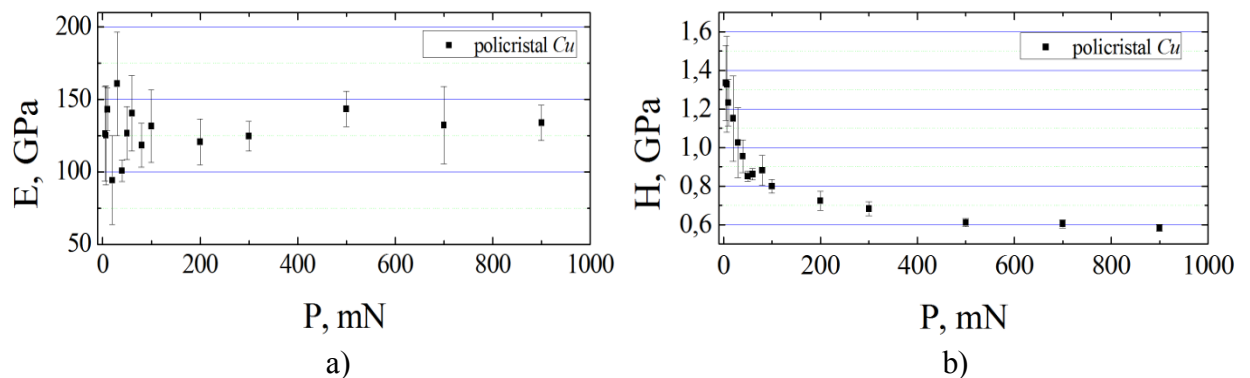 200
150
100
50
E, GPa
policristal Cu
0 200 400 600 800 1000
P, mN
a)
1,6
1,4
1,2
1,0
0,8
0,6
H, GPa
policristal Cu
0 200 400 600 800 1000
P, mN
b)